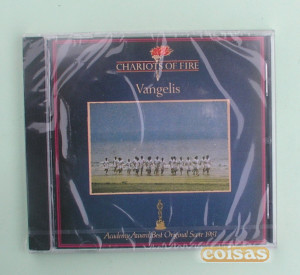 CHARIOTS OF FIRE
Vangelis
Academy Award Best Original Score 1981
coisas